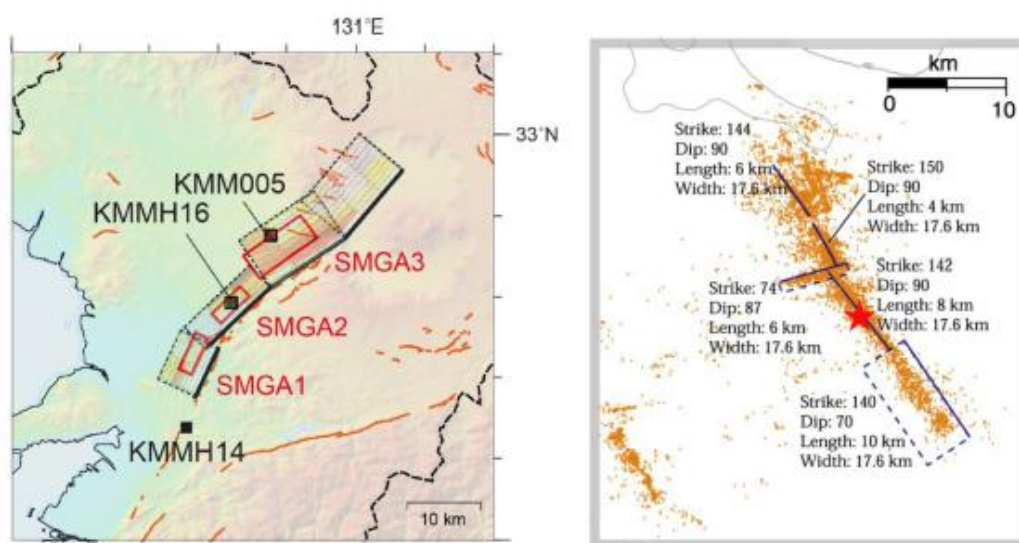 131°E
33°N
KMM005
KMMH16
SMGA3
SMGA2
SMGA1
KMMH14
10 km
km
0 10
Strike: 144
Dip: 90
Length: 6 km
Width: 17.6 km
Strike: 150
Dip: 90
Length: 4 km
Width: 17.6 km
Strike: 74
Dip: 87
Length: 6 km
Width: 17.6 km
Strike: 142
Dip: 90
Length: 8 km
Width: 17.6 km
Strike: 140
Dip: 70
Length: 10 km
Width: 17.6 km